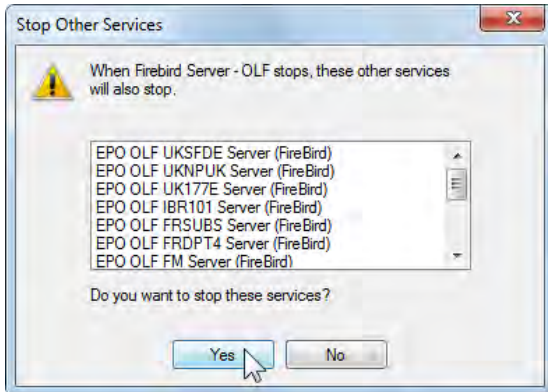 Stop Other Services
When Firebird Server - OLF stops, these other services
will also stop.
EPO OLF UKSFDE Server (FireBird)
EPO OLF UKNPUK Server (FireBird)
EPO OLF UK177E Server (FireBird)
EPO OLF IBR101 Server (FireBird)
EPO OLF FRSUBS Server (FireBird)
EPO OLF FRDPT4 Server (FireBird)
EPO OLF FM Server (FireBird)
Do you want to stop these services?
Yes No